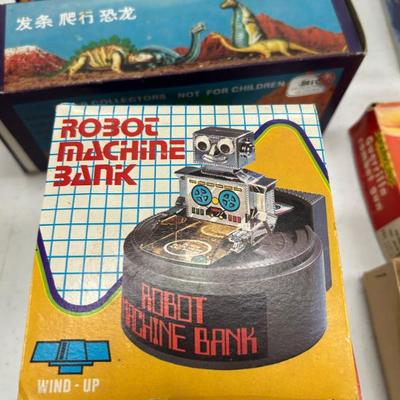 发条 爬行 恐龙
COLLECTORS NOT FOR CHILDREN
ROBOT
MACHINE
BANK
ROBOT
MACHINE BANK
WIND-UP